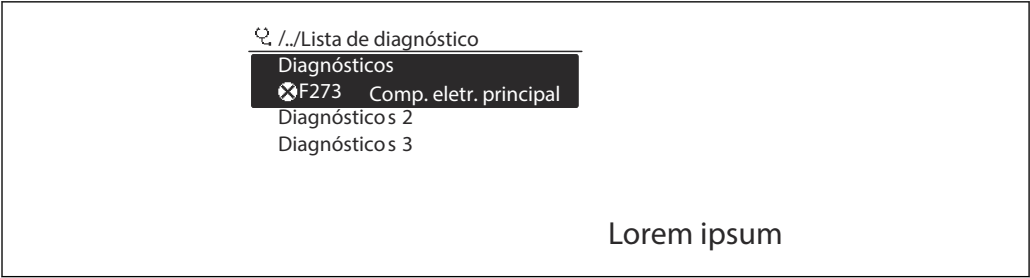 /../Lista de diagnóstico
Diagnósticos
F273 Comp. eletr. principal
Diagnósticos 2
Diagnósticos 3
Lorem ipsum